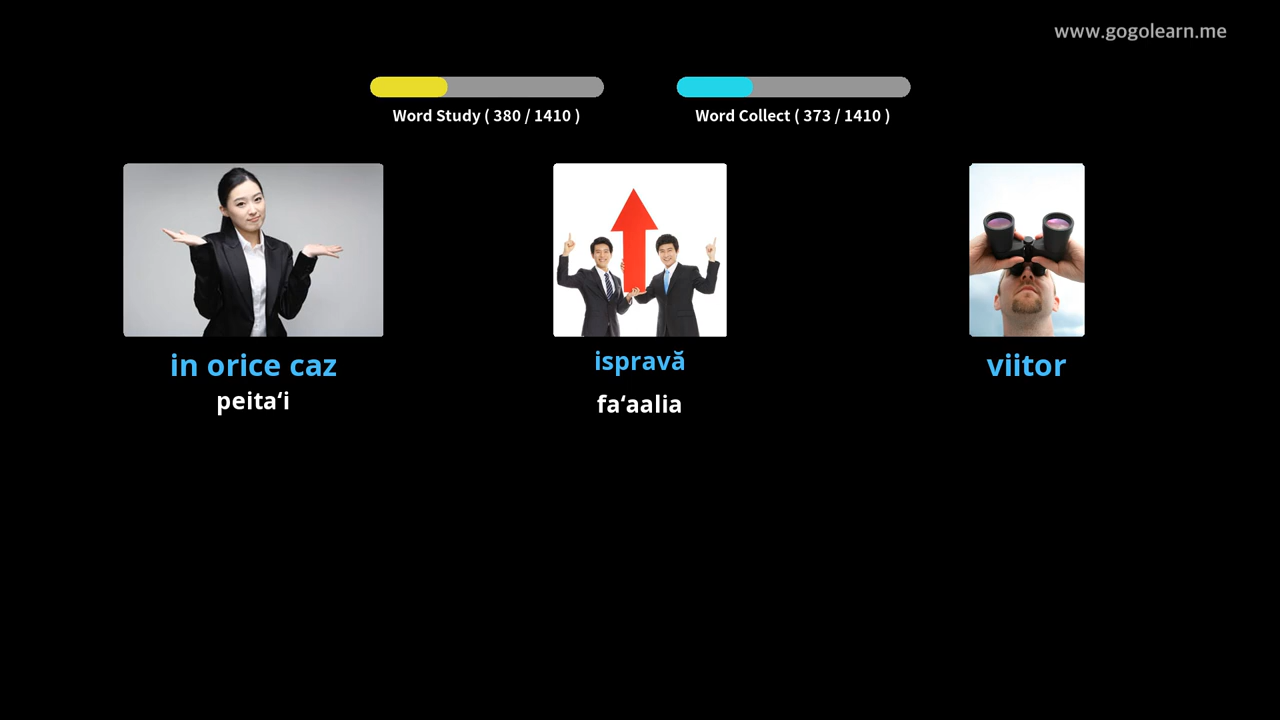 www.gogolearn.me
Word Study ( 380 / 1410 )
Word Collect ( 373 / 1410 )
in orice caz
peitaʻi
ispravă
faʻaalia
viitor